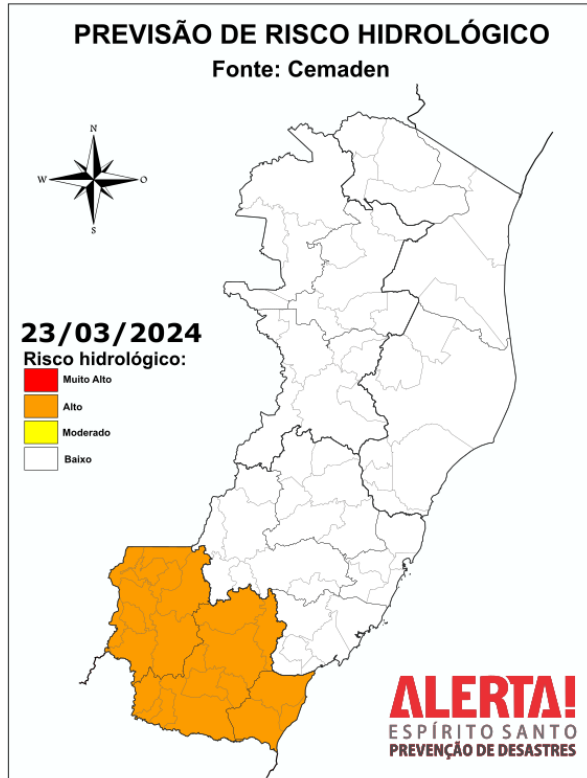 PREVISÃO DE RISCO HIDROLÓGICO
Fonte: Cemaden
N
W
O
S
23/03/2024
Risco hidrológico:
Muito Alto
Alto
Moderado
Baixo
ALERTA!
ESPÍRITO SANTO
PREVENÇÃO DE DESASTRES